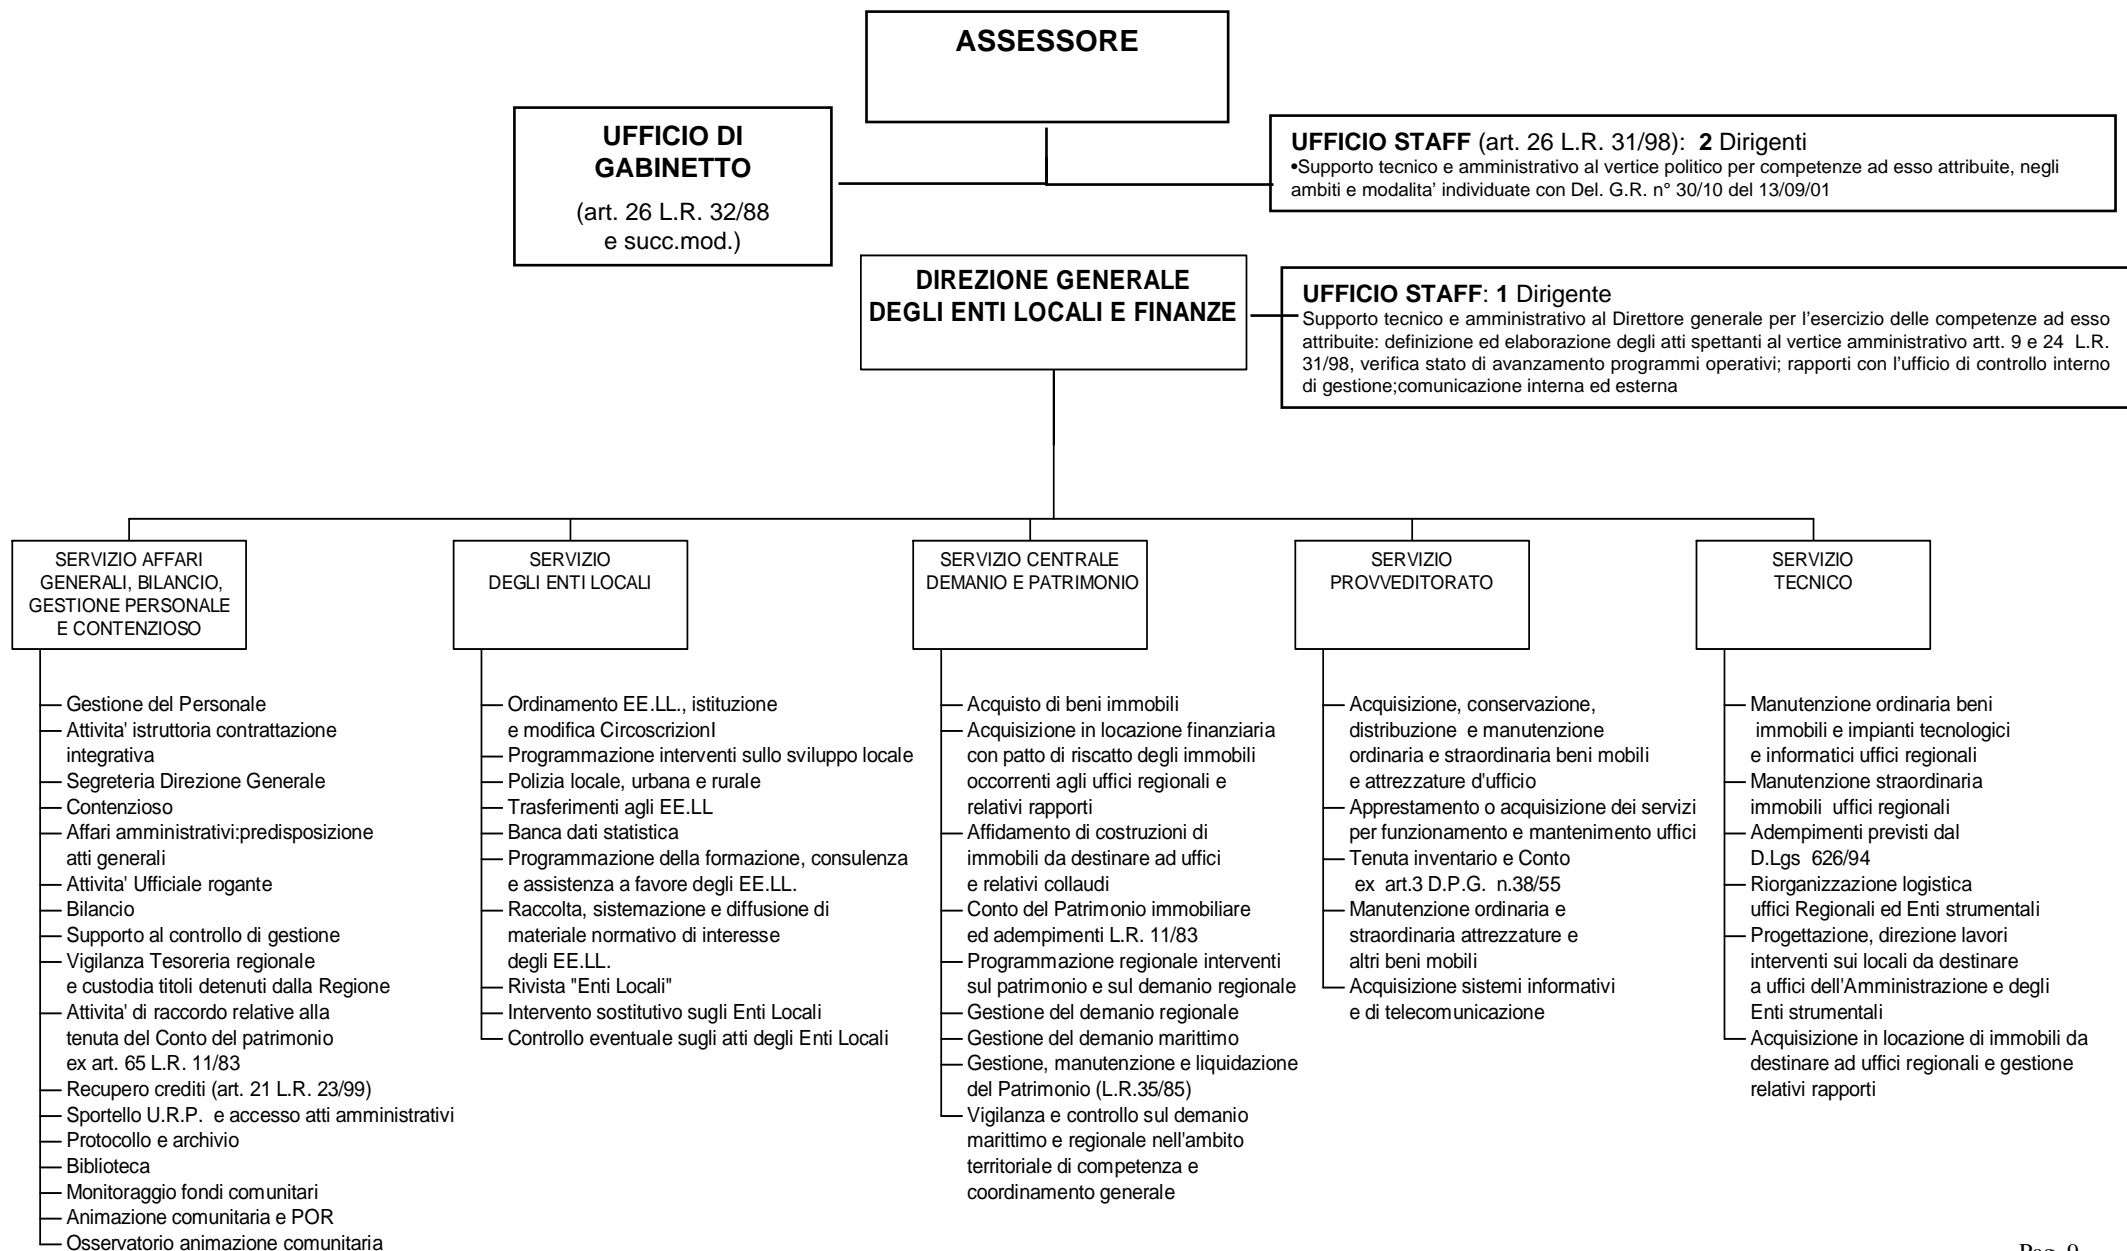 ASSESSORE
UFFICIO DI
GABINETTO
(art. 26 L.R. 32/88
e succ.mod.)
UFFICIO STAFF (art. 26 L.R. 31/98):  2 Dirigenti
•Supporto tecnico e amministrativo al vertice politico per competenze ad esso attribuite, negli
ambiti e modalita' individuate con Del. G.R. n° 30/10 del 13/09/01
DIREZIONE GENERALE
DEGLI ENTI LOCALI E FINANZE
UFFICIO STAFF: 1 Dirigente
Supporto tecnico e amministrativo al Direttore generale per l'esercizio delle competenze ad esso
attribuite: definizione ed elaborazione degli atti spettanti al vertice amministrativo artt. 9 e 24  L.R.
31/98, verifica stato di avanzamento programmi operativi; rapporti con l'ufficio di controllo interno
di gestione;comunicazione interna ed esterna
SERVIZIO AFFARI
GENERALI, BILANCIO,
GESTIONE PERSONALE
E CONTENZIOSO
Gestione del Personale
Attivita' istruttoria contrattazione
integrativa
Segreteria Direzione Generale
Contenzioso
Affari amministrativi:predisposizione
atti generali
Attivita' Ufficiale rogante
Bilancio
Supporto al controllo di gestione
Vigilanza Tesoreria regionale
e custodia titoli detenuti dalla Regione
Attivita' di raccordo relative alla
tenuta del Conto del patrimonio
ex art. 65 L.R. 11/83
Recupero crediti (art. 21 L.R. 23/99)
Sportello U.R.P.  e accesso atti amministrativi
Protocollo e archivio
Biblioteca
Monitoraggio fondi comunitari
Animazione comunitaria e POR
Osservatorio animazione comunitaria
SERVIZIO
DEGLI ENTI LOCALI
Ordinamento EE.LL., istituzione
e modifica CircoscrizionI
Programmazione interventi sullo sviluppo locale
Polizia locale, urbana e rurale
Trasferimenti agli EE.LL
Banca dati statistica
Programmazione della formazione, consulenza
e assistenza a favore degli EE.LL.
Raccolta, sistemazione e diffusione di
materiale normativo di interesse
degli EE.LL.
Rivista "Enti Locali"
Intervento sostitutivo sugli Enti Locali
Controllo eventuale sugli atti degli Enti Locali
SERVIZIO CENTRALE
DEMANIO E PATRIMONIO
Acquisto di beni immobili
Acquisizione in locazione finanziaria
con patto di riscatto degli immobili
occorrenti agli uffici regionali e
relativi rapporti
Affidamento di costruzioni di
immobili da destinare ad uffici
e relativi collaudi
Conto del Patrimonio immobiliare
ed adempimenti L.R. 11/83
Programmazione regionale interventi
sul patrimonio e sul demanio regionale
Gestione del demanio regionale
Gestione del demanio marittimo
Gestione, manutenzione e liquidazione
del Patrimonio (L.R.35/85)
Vigilanza e controllo sul demanio
marittimo e regionale nell'ambito
territoriale di competenza e
coordinamento generale
SERVIZIO
PROVVEDITORATO
Acquisizione, conservazione,
distribuzione  e manutenzione
ordinaria e straordinaria beni mobili
e attrezzature d'ufficio
Apprestamento o acquisizione dei servizi
per funzionamento e mantenimento uffici
Tenuta inventario e Conto
ex  art.3 D.P.G.  n.38/55
Manutenzione ordinaria e
straordinaria attrezzature e
altri beni mobili
Acquisizione sistemi informativi
e di telecomunicazione
SERVIZIO
TECNICO
Manutenzione ordinaria beni
immobili e impianti tecnologici
e informatici uffici regionali
Manutenzione straordinaria
immobili  uffici regionali
Adempimenti previsti dal
D.Lgs  626/94
Riorganizzazione logistica
uffici Regionali ed Enti strumentali
Progettazione, direzione lavori
interventi sui locali da destinare
a uffici dell'Amministrazione e degli
Enti strumentali
Acquisizione in locazione di immobili da
destinare ad uffici regionali e gestione
relativi rapporti
Pag. 9